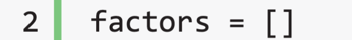 2 factors = []